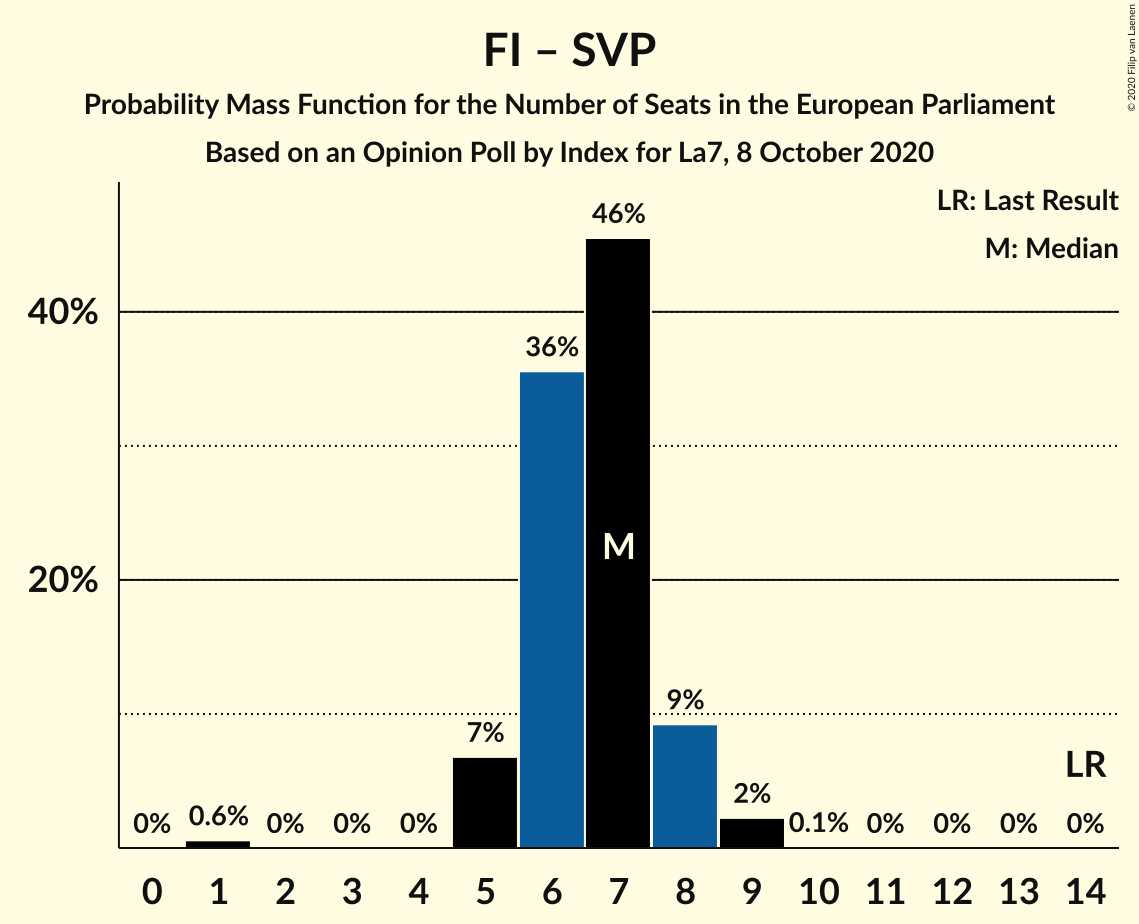 FI – SVP
Probability Mass Function for the Number of Seats in the European Parliament
Based on an Opinion Poll by Index for La7, 8 October 2020
© 2020 Filip van Laenen
LR: Last Result
M: Median
40%
20%
0%
0.6%
0%
0%
0%
7%
36%
46%
M
9%
2%
0.1%
0%
0%
0%
LR
0%
0 1 2 3 4 5 6 7 8 9 10 11 12 13 14